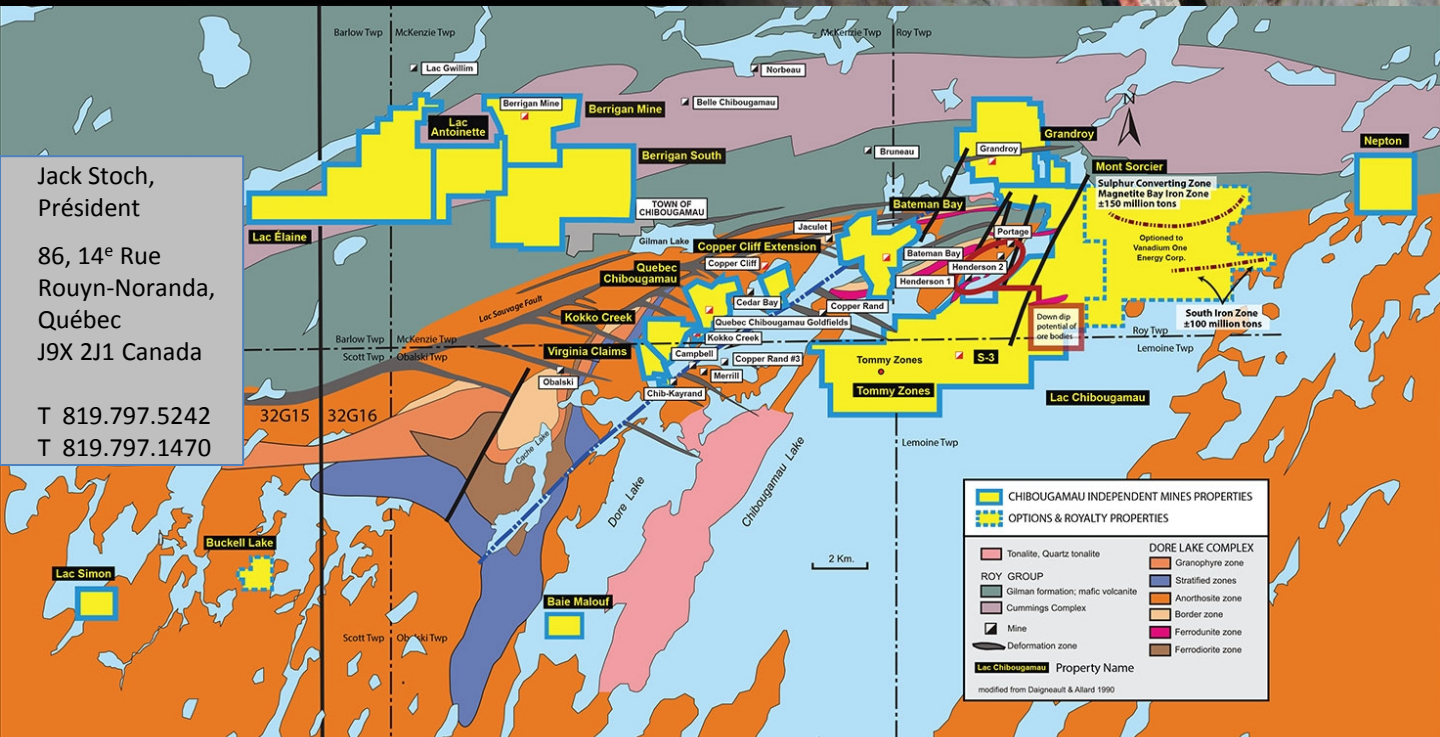 Barlow Twp
McKenzie Twp
McKenzie Twp
Roy Twp
Lac Gwillim
Norbeau
Berrigan Mine
Berrigan Mine
Belle Chibougamau
Lac
Antoinette
N
Grandroy
Grandroy
Nepton
Bruneau
Berrigan South
Mont Sorcier
Jack Stoch,
Président
86, 14e Rue
Rouyn-Noranda,
Québec
J9X 2J1 Canada
T 819.797.5242
T 819.797.1470
Sulphur Converting Zone
Magnetite Bay Iron Zone
±150 million tons
Optioned to
Vanadium One
Energy Corp.
South Iron Zone
±100 million tons
TOWN OF
CHIBOUGAMAU
Bateman Bay
Lac Élaine
Gilman Lake
Jaculet
Portage
Copper Cliff Extension
Bateman Bay
Copper Cliff
Henderson 2
Quebec
Chibougamau
Henderson 1
Cedar Bay
Copper Rand
Lac Sauvage Fault
Kokko Creek
Quebec Chibougamau Goldfields
Down dip
potential of
ore bodies
Barlow Twp
McKenzie Twp
Kokko Creek
Roy Twp
Scott Twp
Obalski Twp
Virginia Claims
Campbell
Copper Rand #3
Lemoine Twp
Tommy Zones
S-3
Merrill
Obalski
Chib-Kayrand
Tommy Zones
Lac Chibougamau
32G15
32G16
Lemoine Twp
Cache Lake
Dore Lake
Chibougamau Lake
Buckell Lake
Lac Simon
Baie Malouf
Scott Twp
Obalski Twp
2 Km.
CHIBOUGAMAU INDEPENDENT MINES PROPERTIES
OPTIONS & ROYALTY PROPERTIES
Tonalite, Quartz tonalite
ROY GROUP
Gilman formation; mafic volcanite
Cummings Complex
Mine
Deformation zone
Lac Chibougamau Property Name
modified from Daigneault & Allard 1990
DORE LAKE COMPLEX
Granophyre zone
Stratified zones
Anorthosite zone
Border zone
Ferrodunite zone
Ferrodiorite zone